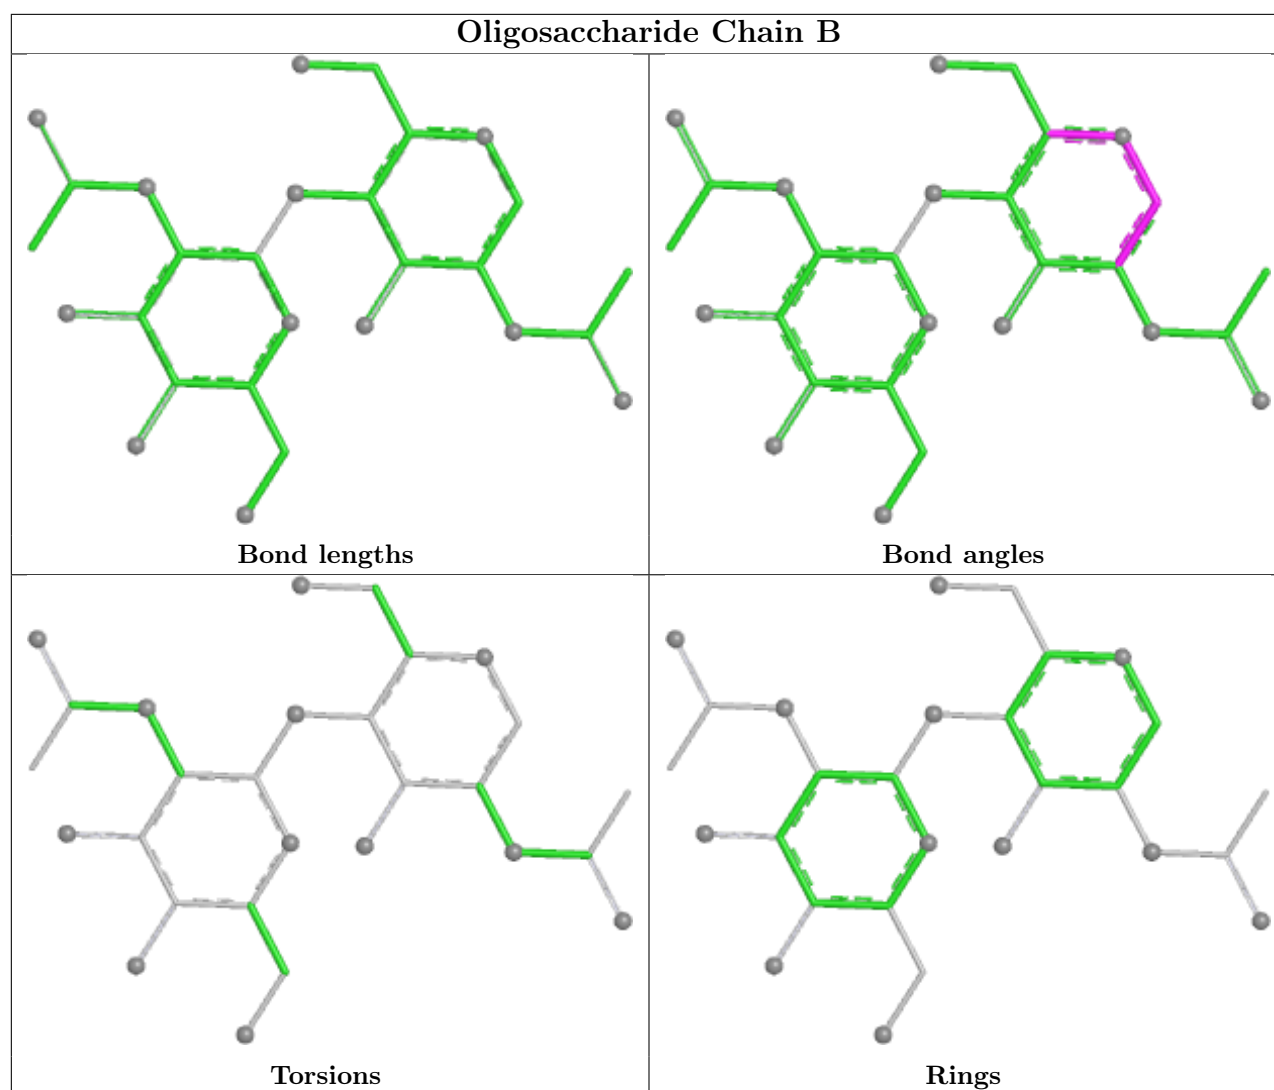 Oligosaccharide Chain B
Bond lengths
Bond angles
Torsions
Rings